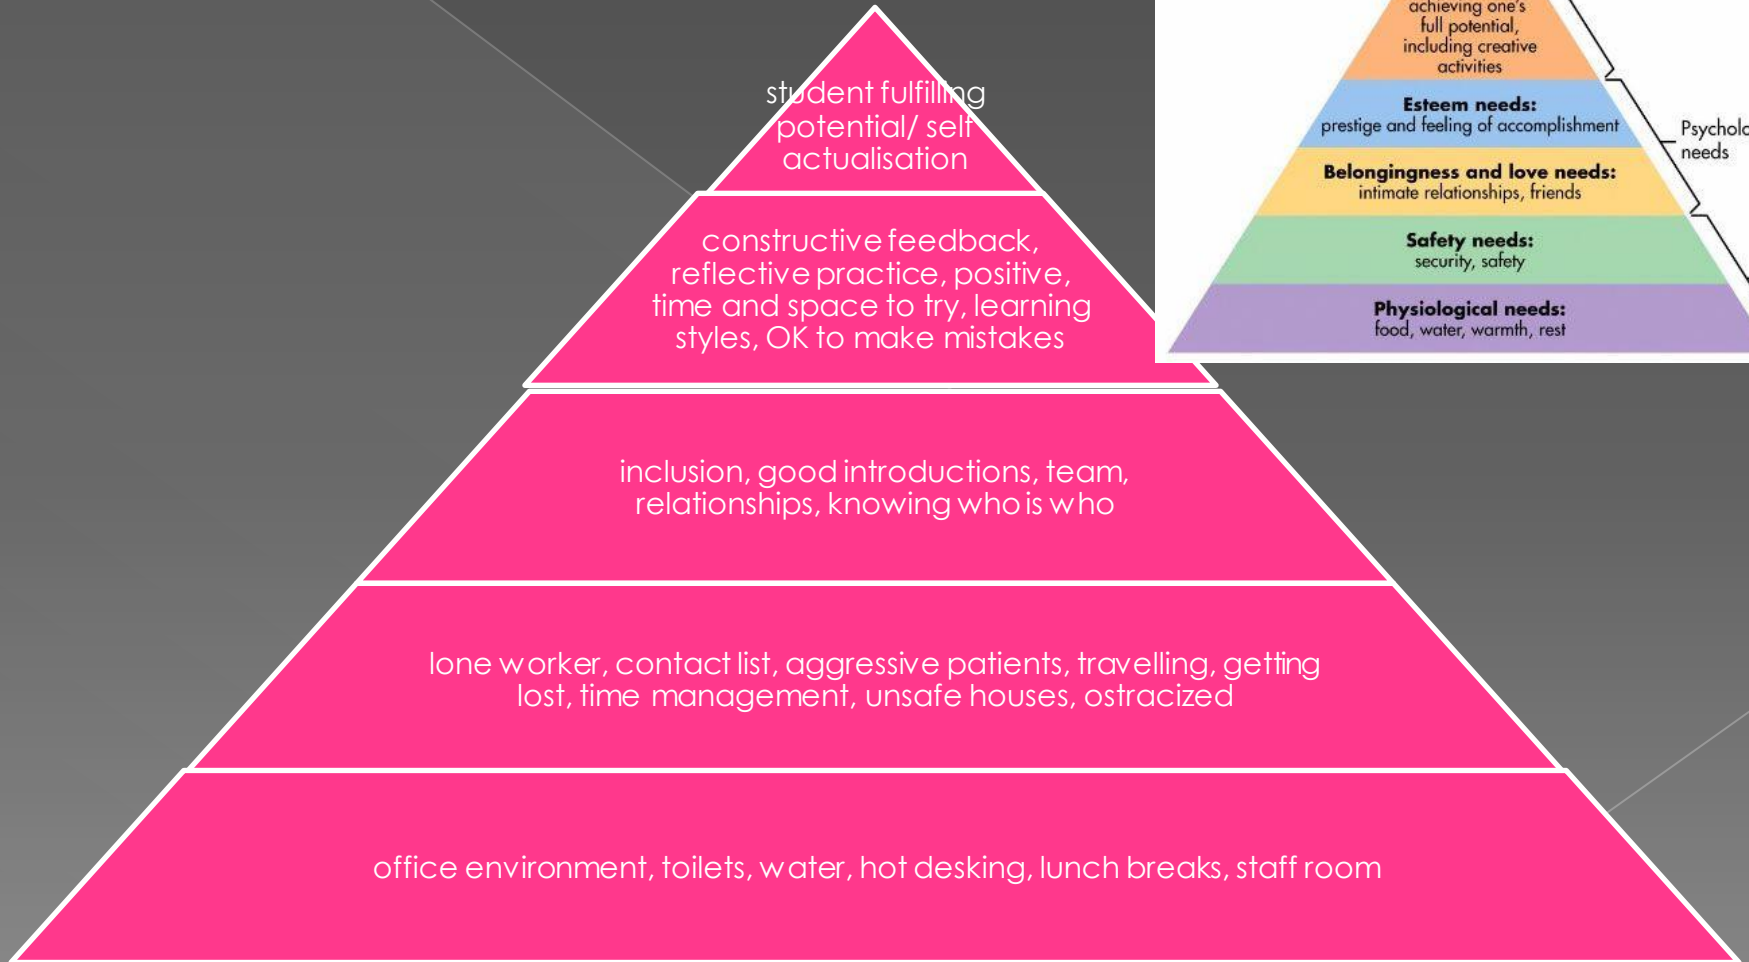 student fulfilling
potential/ self
actualisation
constructive feedback,
reflective practice, positive,
time and space to try, learning
styles, OK to make mistakes
inclusion, good introductions, team,
relationships, knowing who is who
lone worker, contact list, aggressive patients, travelling, getting
lost, time management, unsafe houses, ostracized
office environment, toilets, water, hot desking, lunch breaks, staff room
achieving one's
full potential,
including creative
activities
Esteem needs:
prestige and feeling of accomplishment
Belongingness and love needs:
intimate relationships, friends
Safety needs:
security, safety
Physiological needs:
food, water, warmth, rest
Psycholo
needs